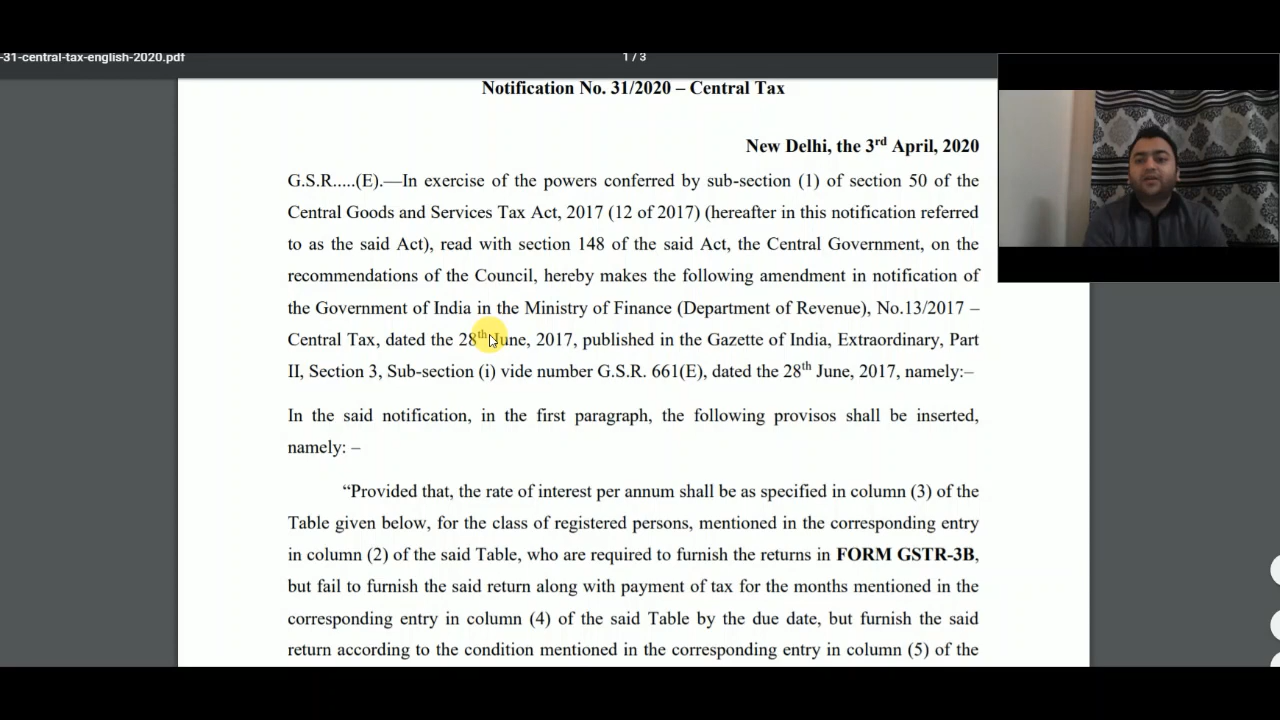 -31-central-tax-english-2020.pdf
1 / 3
Notification No. 31/2020 – Central Tax
New Delhi, the 3rd April, 2020
G.S.R.....(E).—In exercise of the powers conferred by sub-section (1) of section 50 of the
Central Goods and Services Tax Act, 2017 (12 of 2017) (hereafter in this notification referred
to as the said Act), read with section 148 of the said Act, the Central Government, on the
recommendations of the Council, hereby makes the following amendment in notification of
the Government of India in the Ministry of Finance (Department of Revenue), No.13/2017 –
Central Tax, dated the 28th June, 2017, published in the Gazette of India, Extraordinary, Part
II, Section 3, Sub-section (i) vide number G.S.R. 661(E), dated the 28th June, 2017, namely:–
In the said notification, in the first paragraph, the following provisos shall be inserted,
namely: –
“Provided that, the rate of interest per annum shall be as specified in column (3) of the
Table given below, for the class of registered persons, mentioned in the corresponding entry
in column (2) of the said Table, who are required to furnish the returns in FORM GSTR-3B,
but fail to furnish the said return along with payment of tax for the months mentioned in the
corresponding entry in column (4) of the said Table by the due date, but furnish the said
return according to the condition mentioned in the corresponding entry in column (5) of the